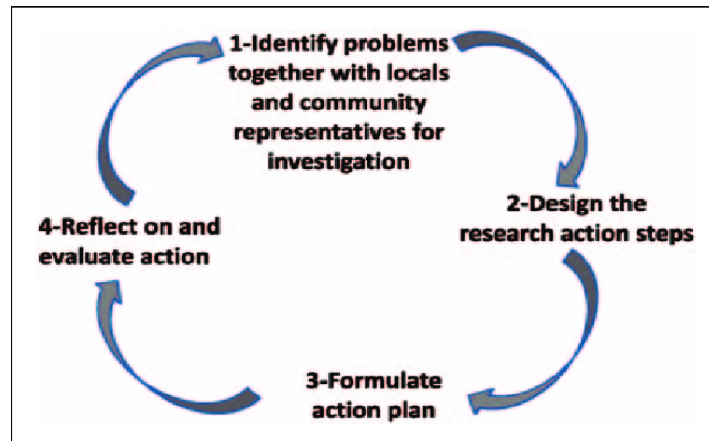 1-Identify problems
together with locals
and community
representatives for
investigation
2-Design the
research action steps
3-Formulate
action plan
4-Reflect on and
evaluate action